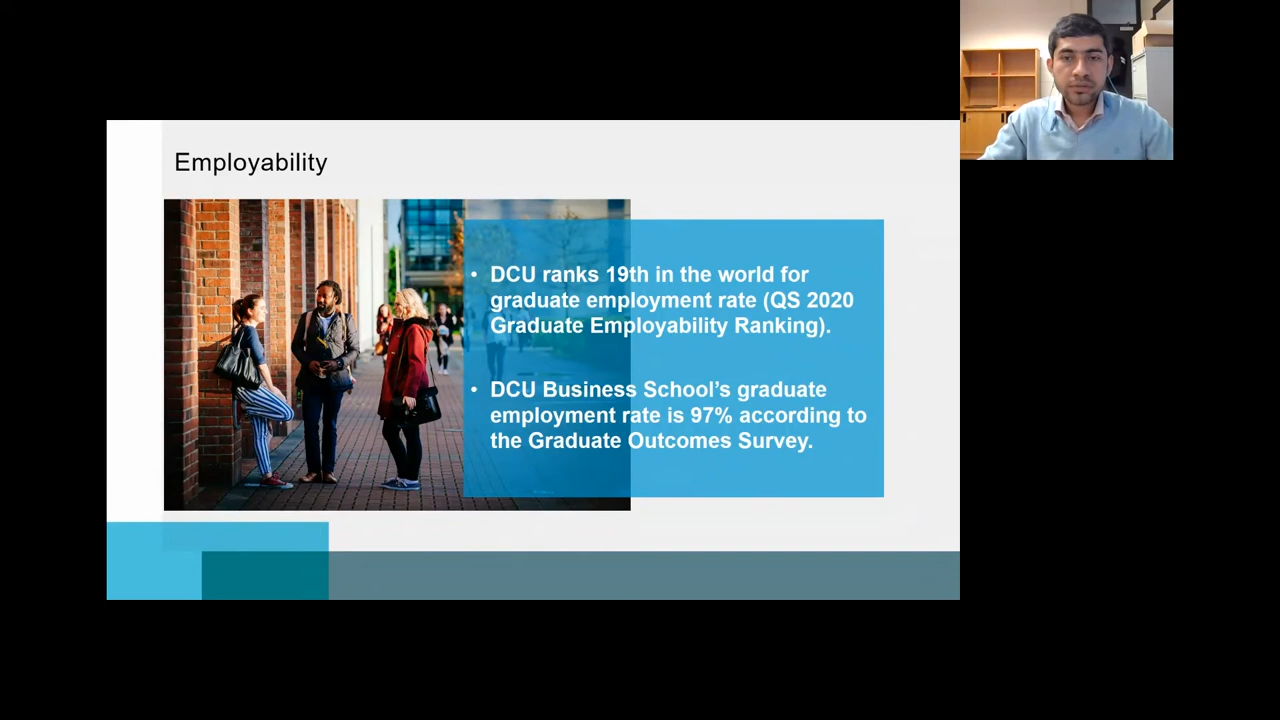 Employability
• DCU ranks 19th in the world for
graduate employment rate (QS 2020
Graduate Employability Ranking).
• DCU Business School’s graduate
employment rate is 97% according to
the Graduate Outcomes Survey.